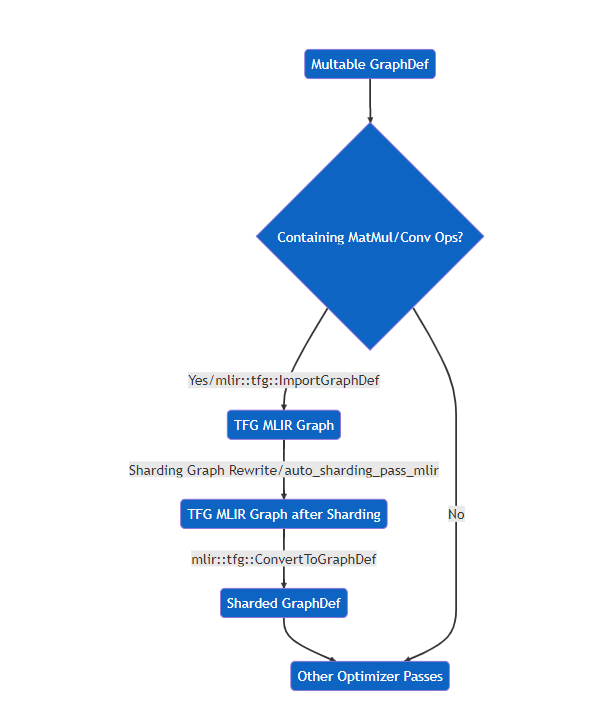 Multable GraphDef
Containing MatMul/Conv Ops?
Yes/mlir::tfg::ImportGraphDef
TFG MLIR Graph
Sharding Graph Rewrite/auto_sharding_pass_mlir
TFG MLIR Graph after Sharding
No
mlir::tfg::ConvertToGraphDef
Sharded GraphDef
Other Optimizer Passes